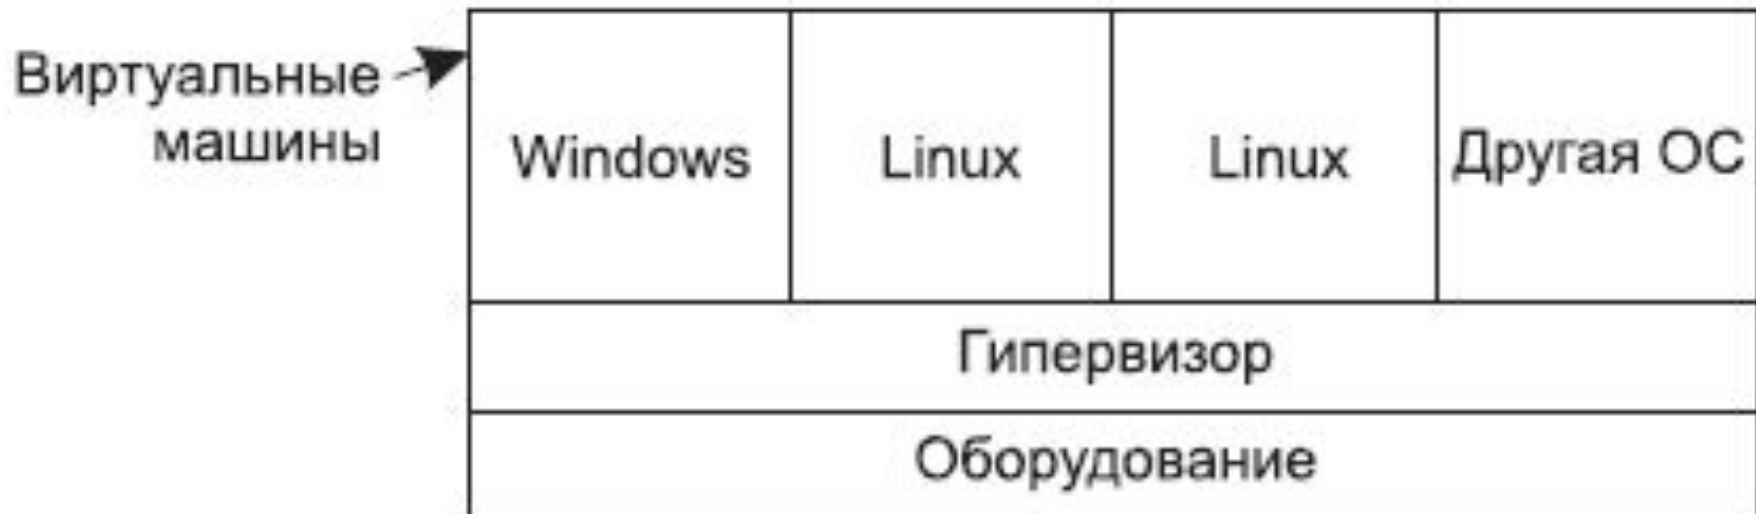 Виртуальные
машины
Windows
Linux
Linux
Другая ОС
Гипервизор
Оборудование